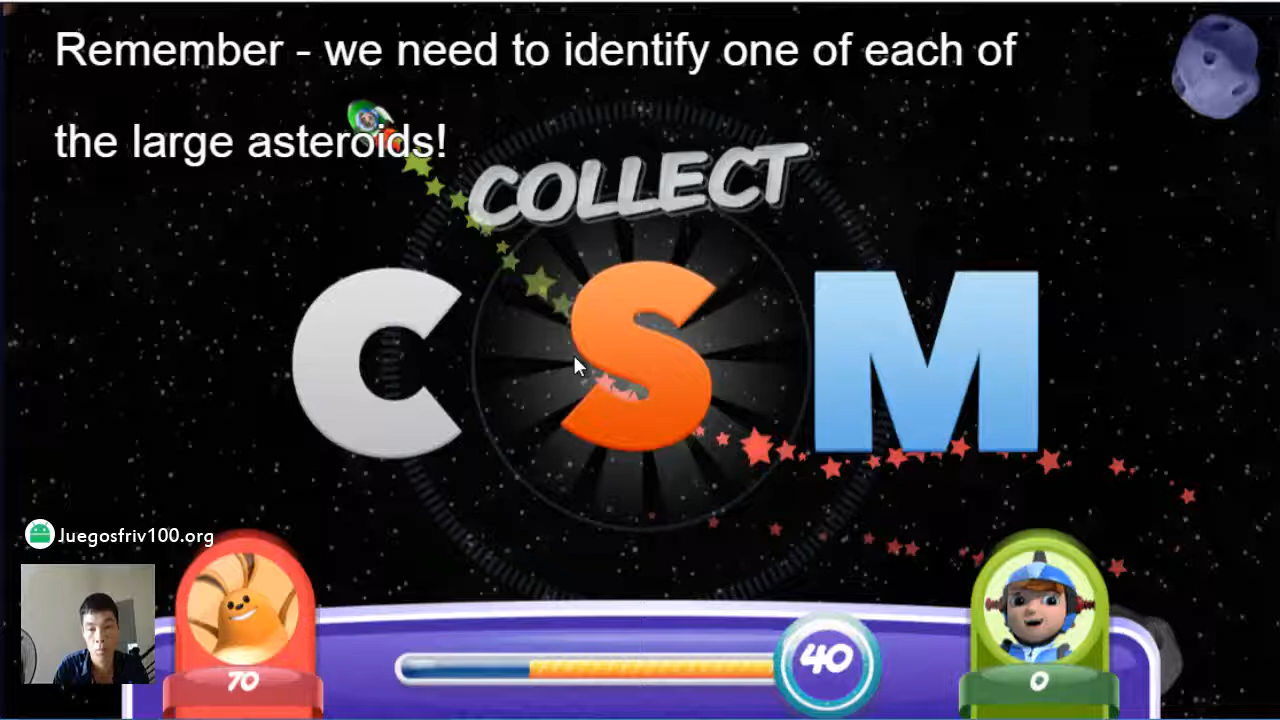 Remember - we need to identify one of each of
the large asteroids!
COLLECT
C S M
Juegosfriv100.org
70
40
0